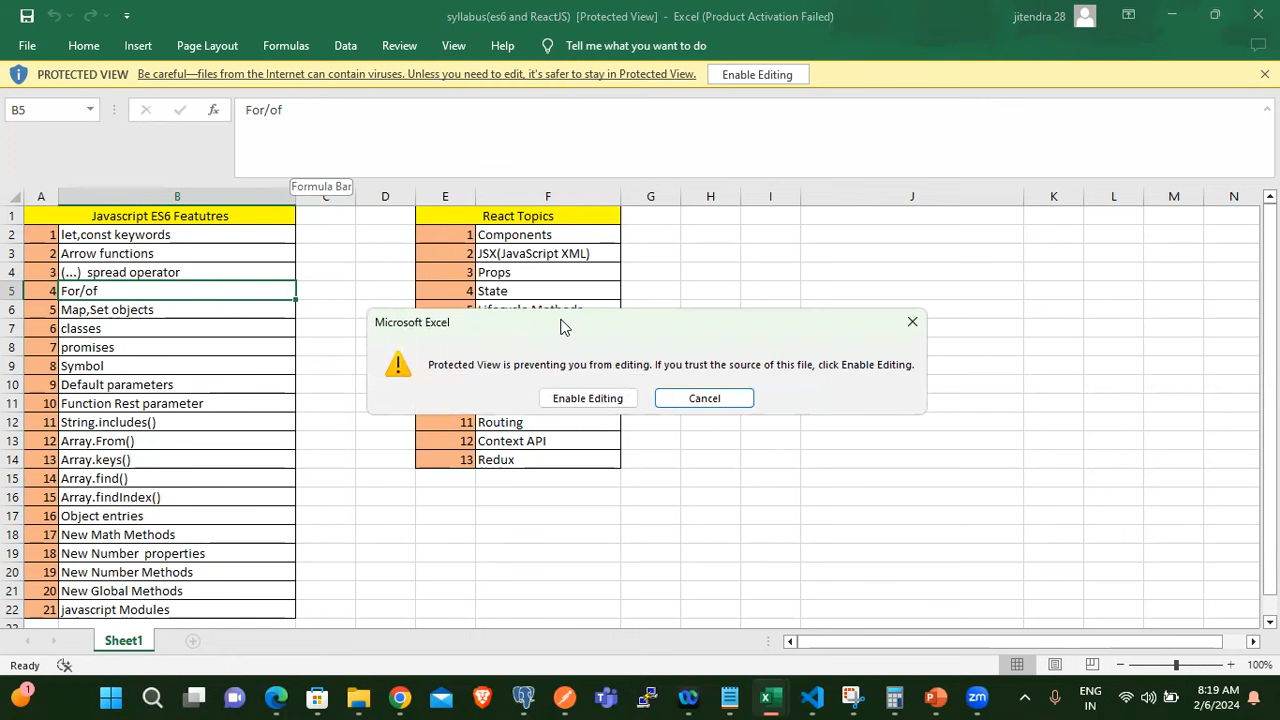 syllabus(es6 and ReactJS) [Protected View] - Excel (Product Activation Failed)
jitendra 28
File Home Insert Page Layout Formulas Data Review View Help Tell me what you want to do
PROTECTED VIEW Be careful—files from the Internet can contain viruses. Unless you need to edit, it's safer to stay in Protected View. Enable Editing
B5 fx For/of
Formula Bar
A B C D E F G H I J K L M N
1 Javascript ES6 Featutres React Topics
2 1 let,const keywords 1 Components
3 2 Arrow functions 2 JSX(JavaScript XML)
4 3 (...) spread operator 3 Props
5 4 For/of 4 State
6 5 Map,Set objects 5 Lifecycle Methods
7 6 classes
Microsoft Excel
8 7 promises
9 8 Symbol
Protected View is preventing you from editing. If you trust the source of this file, click Enable Editing.
10 9 Default parameters
11 10 Function Rest parameter
Enable Editing Cancel
12 11 String.includes() 11 Routing
13 12 Array.From() 12 Context API
14 13 Array.keys() 13 Redux
15 14 Array.find()
16 15 Array.findIndex()
17 16 Object entries
18 17 New Math Methods
19 18 New Number properties
20 19 New Number Methods
21 20 New Global Methods
22 21 javascript Modules
Sheet1
Ready 100%
1 ENG IN 8:19 AM 2/6/2024